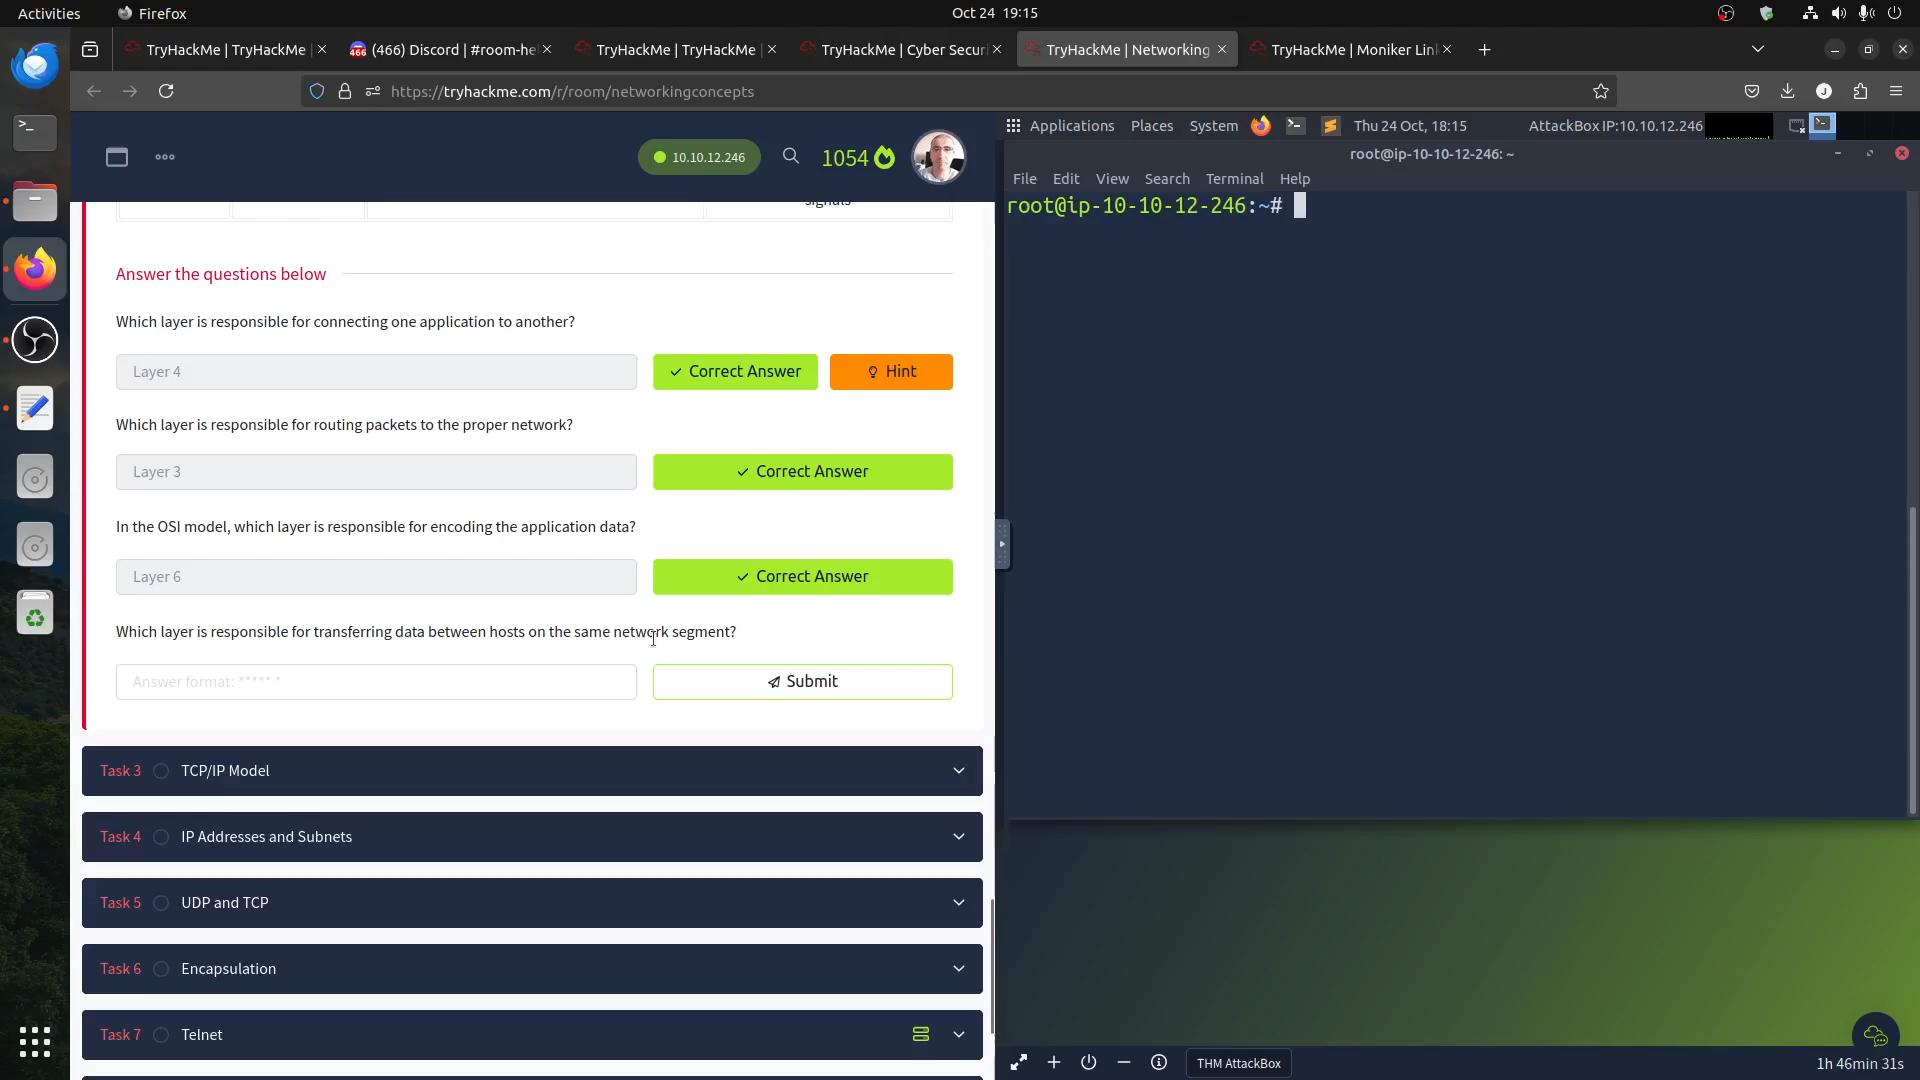 Activities
Firefox
Oct 24 19:15
TryHackMe | TryHackMe
(466) Discord | #room-hel
TryHackMe | TryHackMe
TryHackMe | Cyber Securi
TryHackMe | Networking
TryHackMe | Moniker Link
https://tryhackme.com/r/room/networkingconcepts
J
10.10.12.246
1054
signals
Answer the questions below
Which layer is responsible for connecting one application to another?
Layer 4
Correct Answer
Hint
Which layer is responsible for routing packets to the proper network?
Layer 3
Correct Answer
In the OSI model, which layer is responsible for encoding the application data?
Layer 6
Correct Answer
Which layer is responsible for transferring data between hosts on the same network segment?
Answer format: ***** *
Submit
Task 3 TCP/IP Model
Task 4 IP Addresses and Subnets
Task 5 UDP and TCP
Task 6 Encapsulation
Task 7 Telnet
Applications Places System Thu 24 Oct, 18:15 AttackBox IP:10.10.12.246
root@ip-10-10-12-246: ~
File Edit View Search Terminal Help
root@ip-10-10-12-246:~#
THM AttackBox
1h 46min 31s